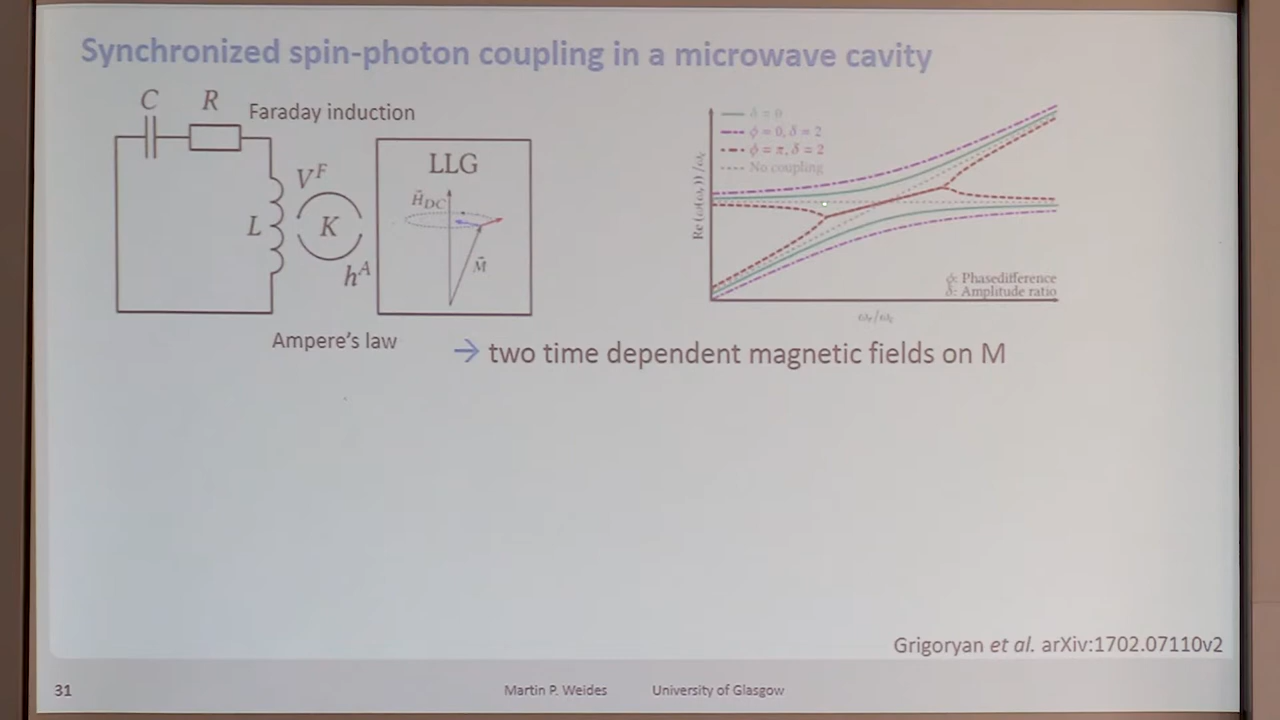 Synchronized spin-photon coupling in a microwave cavity
C R Faraday induction
V^F
L K
h^A
LLG
H⃗_DC
M⃗
Ampere's law
δ = 0
ϕ = 0, δ = 2
ϕ = π, δ = 2
No coupling
ϕ: Phasedifference
δ: Amplitude ratio
→ two time dependent magnetic fields on M
Grigoryan et al. arXiv:1702.07110v2
31 Martin P. Weides University of Glasgow